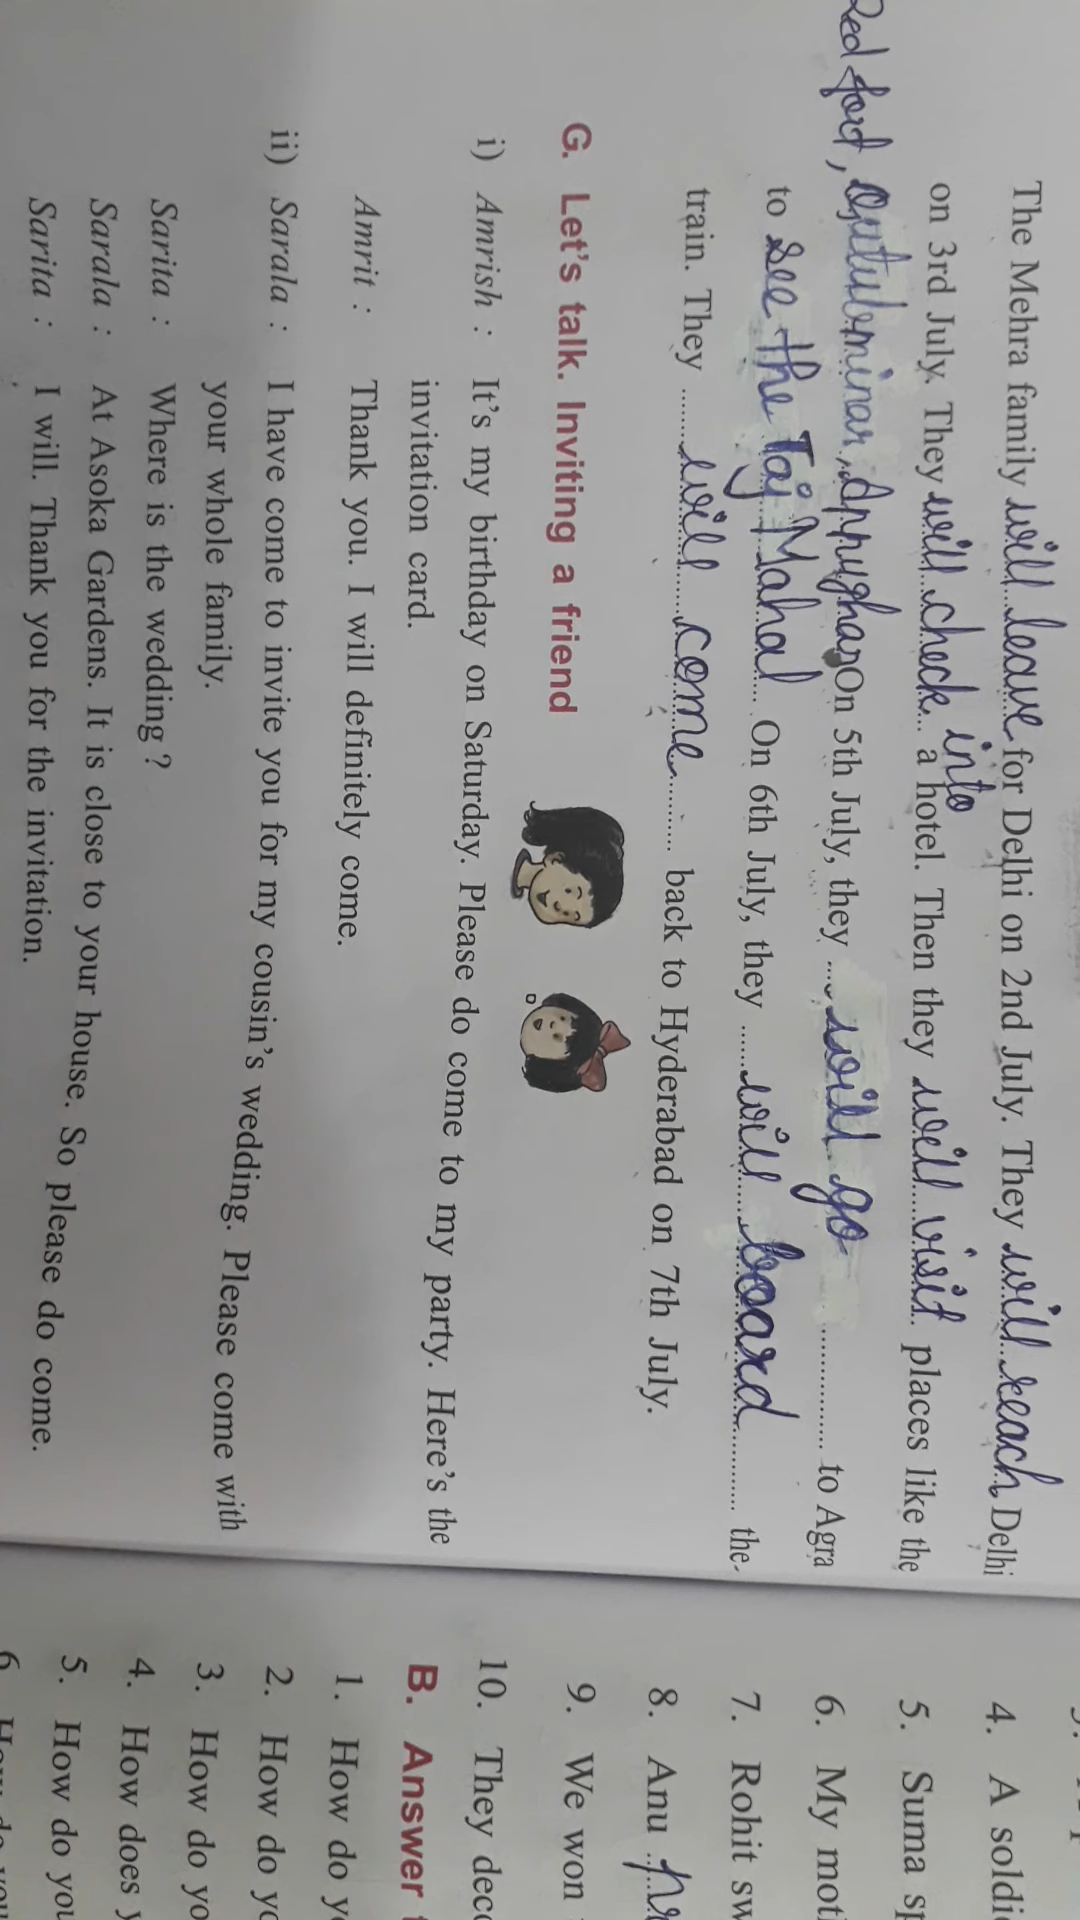 The Mehra family will leave for Delhi on 2nd July. They will reach Delhi
into
on 3rd July. They will check a hotel. Then they will visit places like the
Red ford, qutubminar, On 5th July, they will go to Agra
to see the Taj Mahal On 6th July, they will board the
train. They will come back to Hyderabad on 7th July.
G. Let's talk. Inviting a friend
i) Amrish : It's my birthday on Saturday. Please do come to my party. Here's the
invitation card.
Amrit : Thank you. I will definitely come.
ii) Sarala : I have come to invite you for my cousin's wedding. Please come with
your whole family.
Sarita : Where is the wedding ?
Sarala : At Asoka Gardens. It is close to your house. So please do come.
Sarita : I will. Thank you for the invitation.
4. A
5. Suma
6. My
7. Rohit
8. Anu
9. We won
10. They
B. Answer
1. How do
2. How do
3. How do
4. How does
5. How do you
6